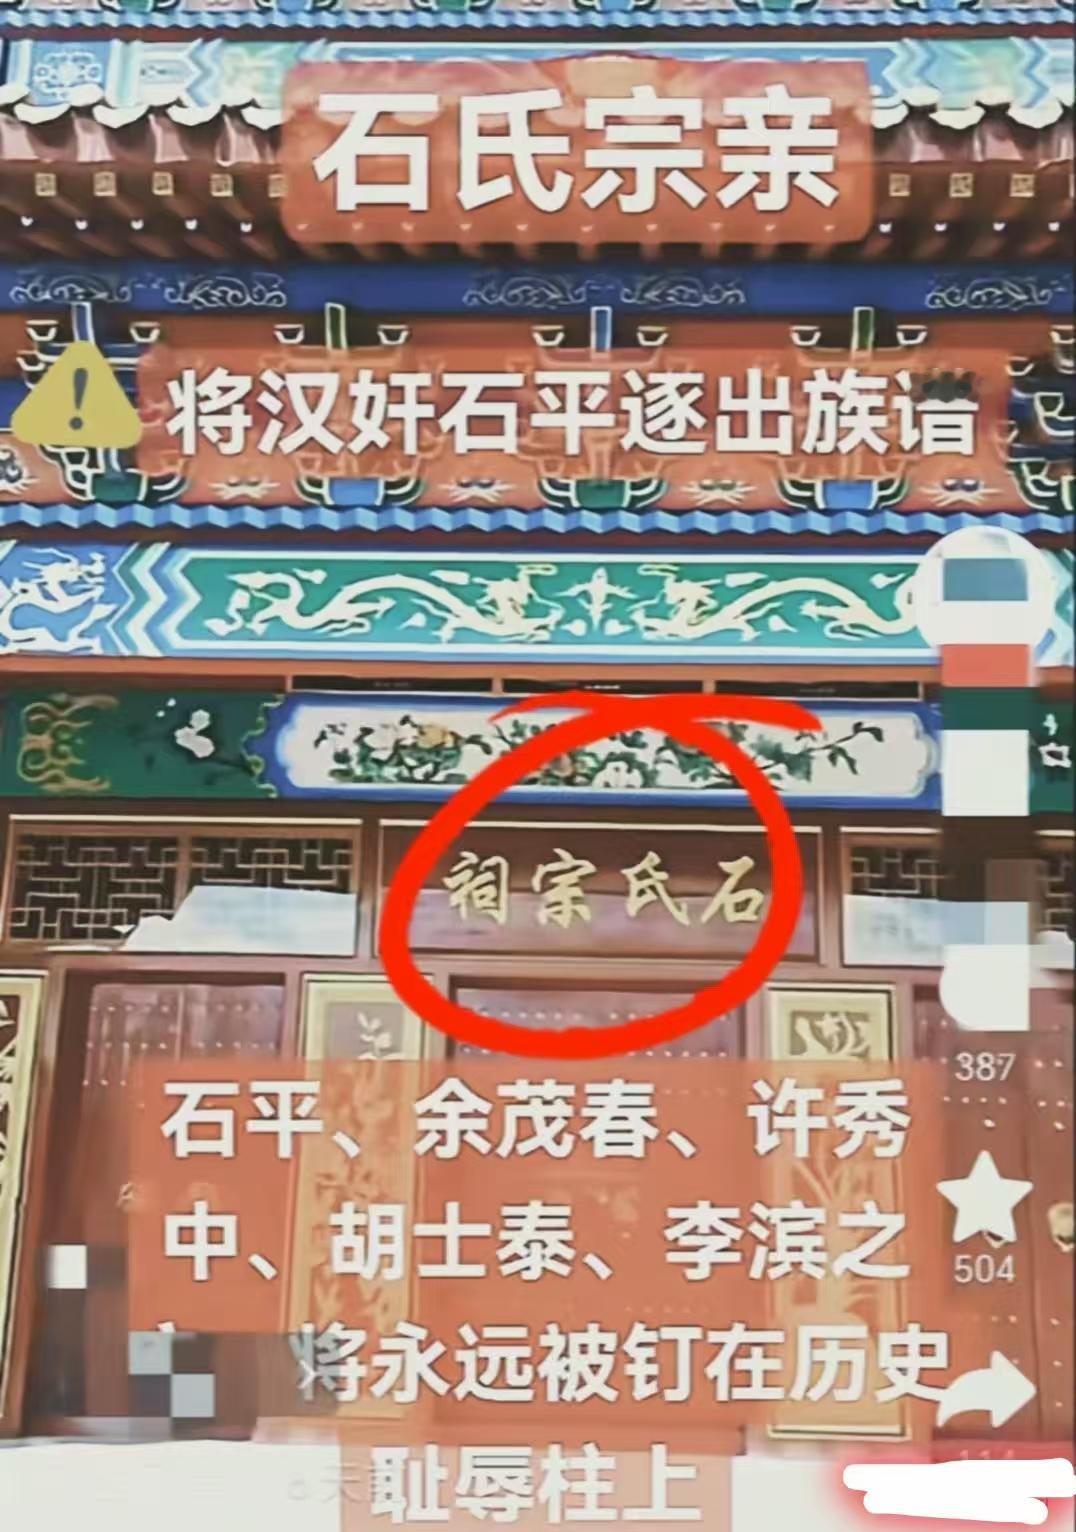 石氏宗亲
将汉奸石平逐出族谱
祠宗氏石
387
石平、余茂春、许秀
中、胡士泰、李滨之
504
将永远被钉在历史
耻辱柱上